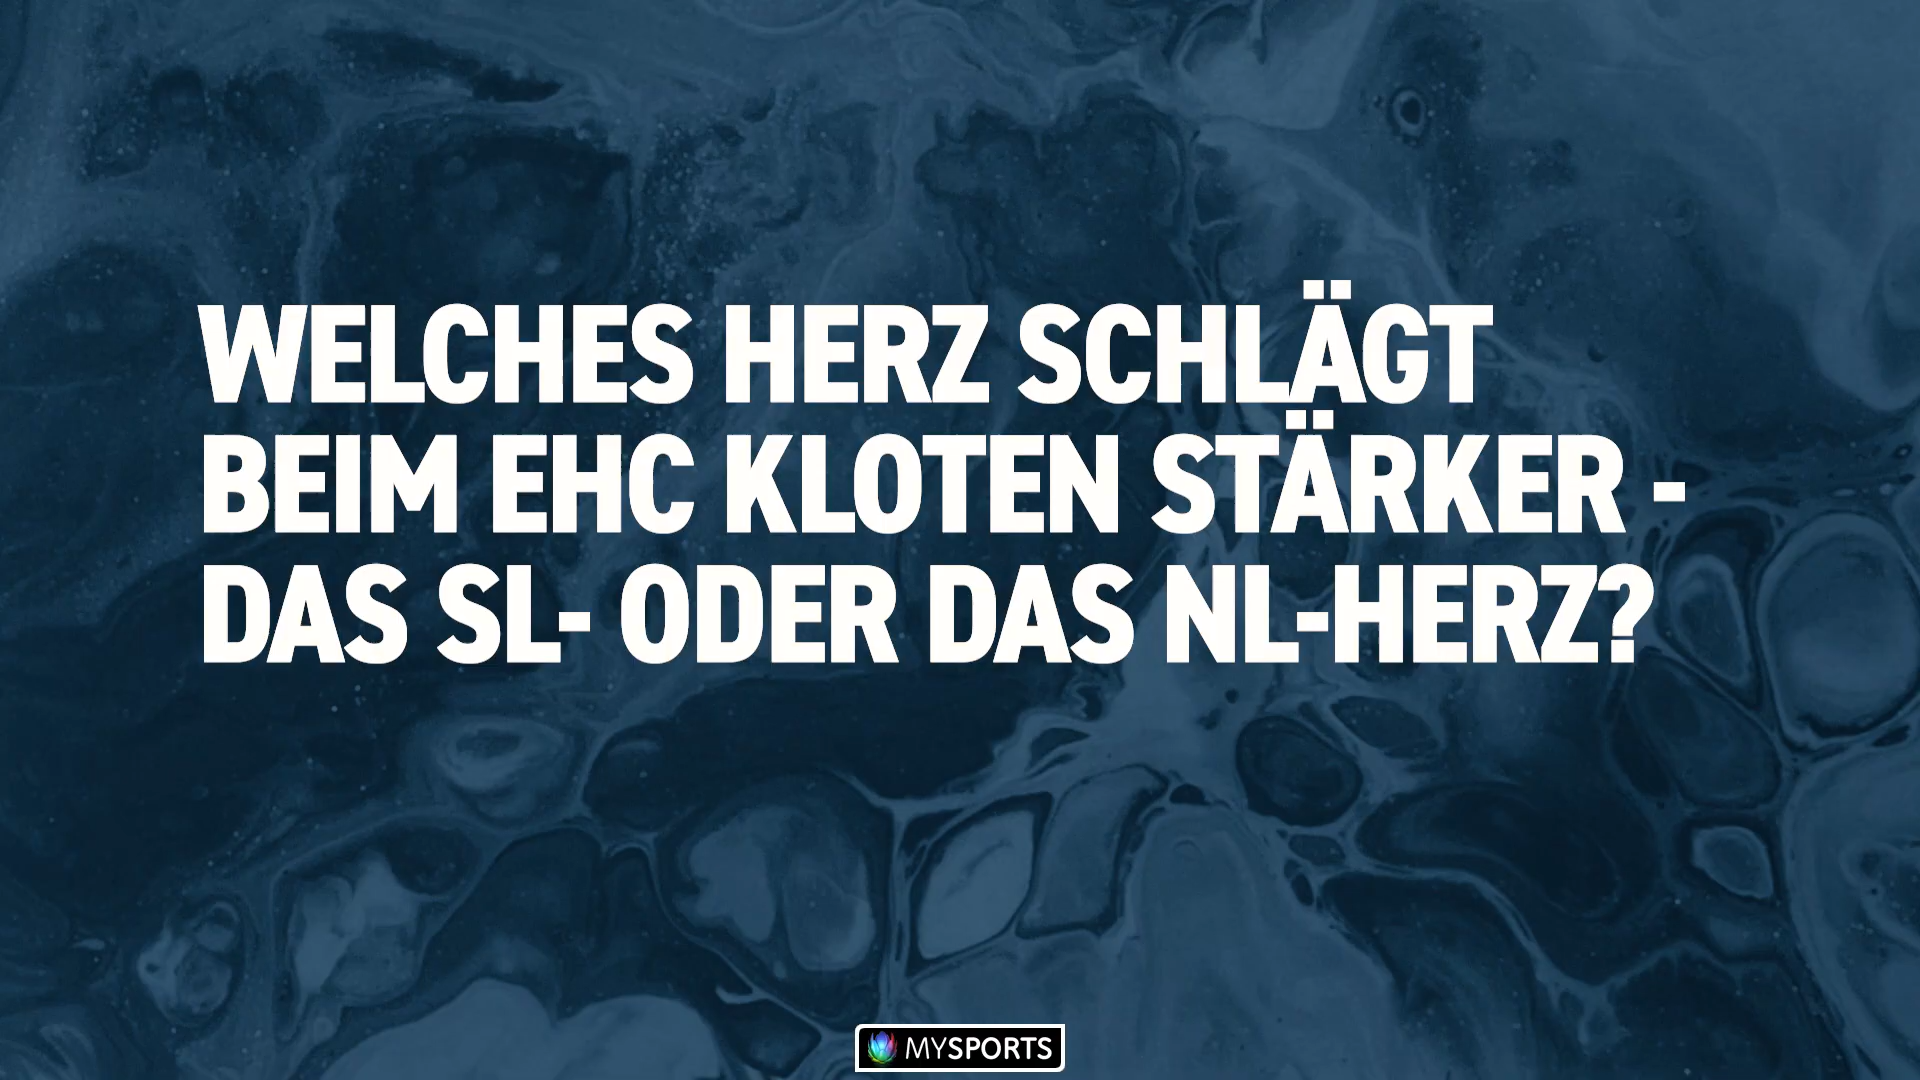 WELCHES HERZ SCHLÄGT
BEIM EHC KLOTEN STÄRKER -
DAS SL- ODER DAS NL-HERZ?
MYSPORTS